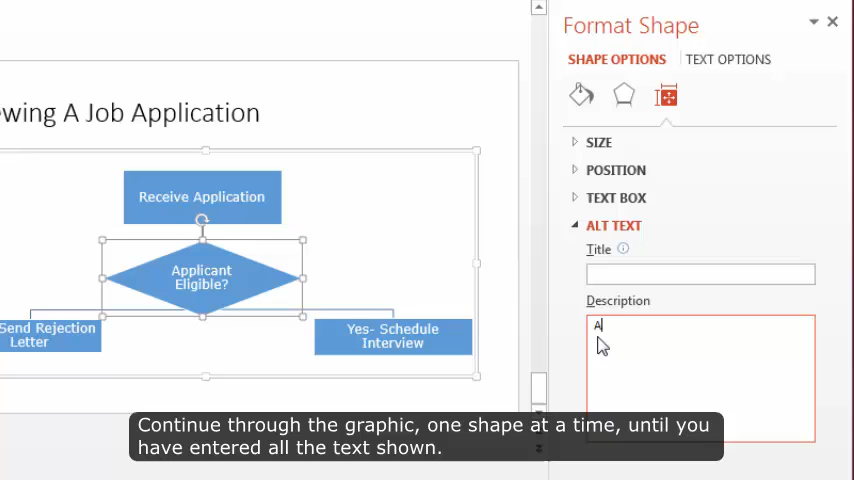 Format Shape
SHAPE OPTIONS
TEXT OPTIONS
wing A Job Application
SIZE
POSITION
TEXT BOX
ALT TEXT
Title
Description
A
Receive Application
Applicant
Eligible?
Send Rejection
Letter
Yes- Schedule
Interview
Continue through the graphic, one shape at a time, until you
have entered all the text shown.